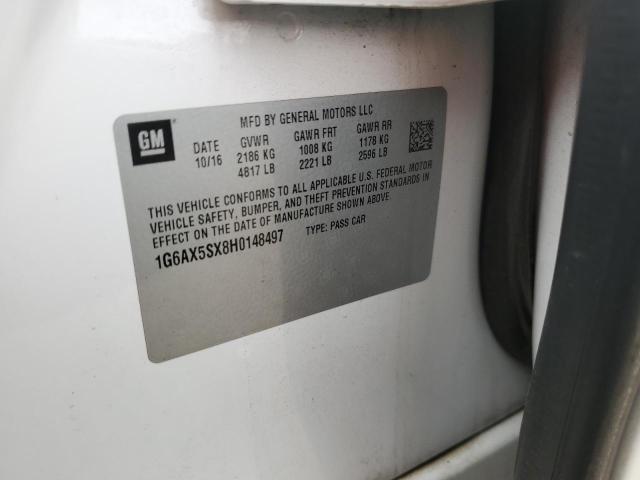 GM
MFD BY GENERAL MOTORS LLC
DATE GVWR GAWR FRT GAWR RR
10/16 2186 KG 1008 KG 1178 KG
4817 LB 2221 LB 2596 LB
THIS VEHICLE CONFORMS TO ALL APPLICABLE U.S. FEDERAL MOTOR
VEHICLE SAFETY, BUMPER, AND THEFT PREVENTION STANDARDS IN
EFFECT ON THE DATE OF MANUFACTURE SHOWN ABOVE.
1G6AX5SX8H0148497 TYPE: PASS CAR